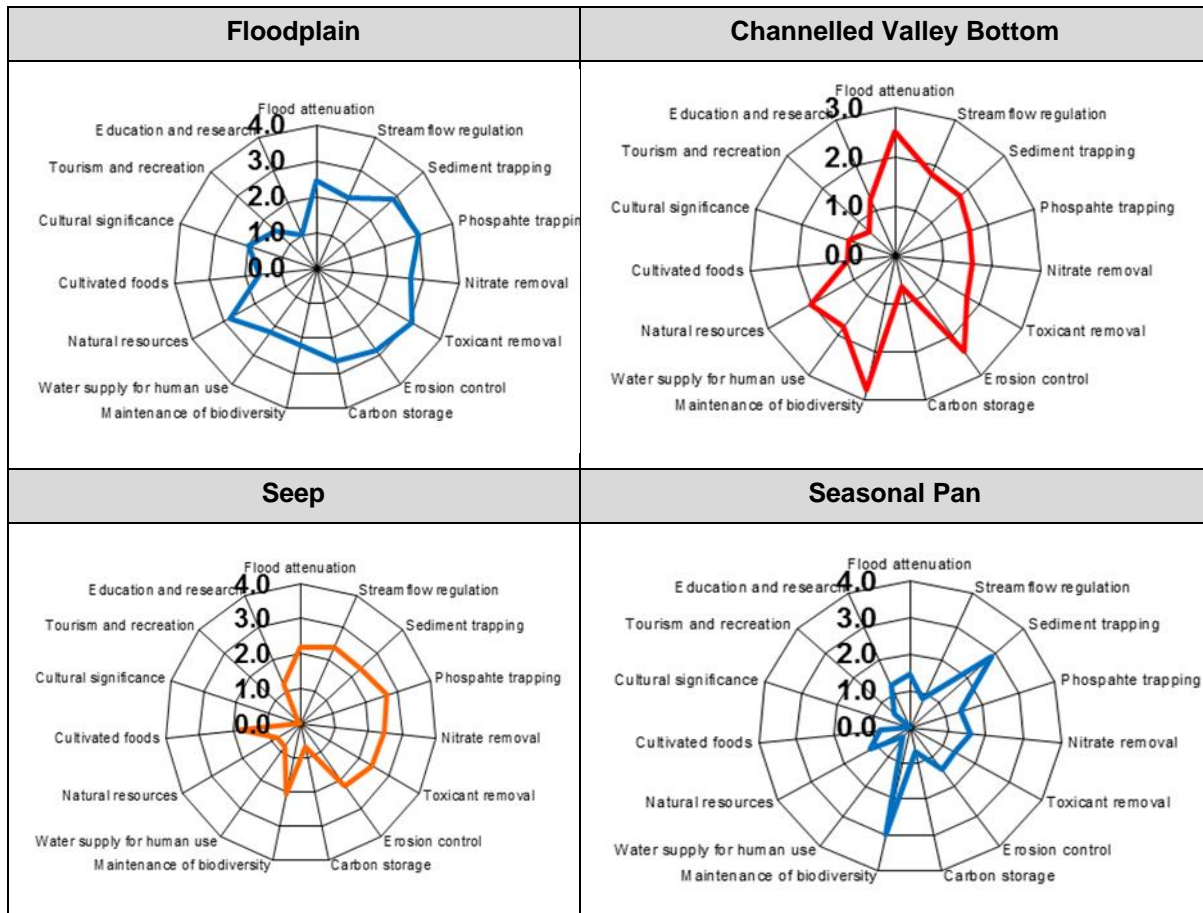 Floodplain
Channelled Valley Bottom
Flood attenuation
Streamflow regulation
Sediment trapping
Phospahte trapping
Nitrate removal
Toxicant removal
Erosion control
Carbon storage
Maintenance of biodiversity
Water supply for human use
Natural resources
Cultivated foods
Cultural significance
Tourism and recreation
Education and research
4.0
3.0
2.0
1.0
0.0
Flood attenuation
Streamflow regulation
Sediment trapping
Phospahte trapping
Nitrate removal
Toxicant removal
Erosion control
Carbon storage
Maintenance of biodiversity
Water supply for human use
Natural resources
Cultivated foods
Cultural significance
Tourism and recreation
Education and research
3.0
2.0
1.0
0.0
Seep
Seasonal Pan
Flood attenuation
Streamflow regulation
Sediment trapping
Phospahte trapping
Nitrate removal
Toxicant removal
Erosion control
Carbon storage
Maintenance of biodiversity
Water supply for human use
Natural resources
Cultivated foods
Cultural significance
Tourism and recreation
Education and research
4.0
3.0
2.0
1.0
0.0
Flood attenuation
Streamflow regulation
Sediment trapping
Phospahte trapping
Nitrate removal
Toxicant removal
Erosion control
Carbon storage
Maintenance of biodiversity
Water supply for human use
Natural resources
Cultivated foods
Cultural significance
Tourism and recreation
Education and research
4.0
3.0
2.0
1.0
0.0